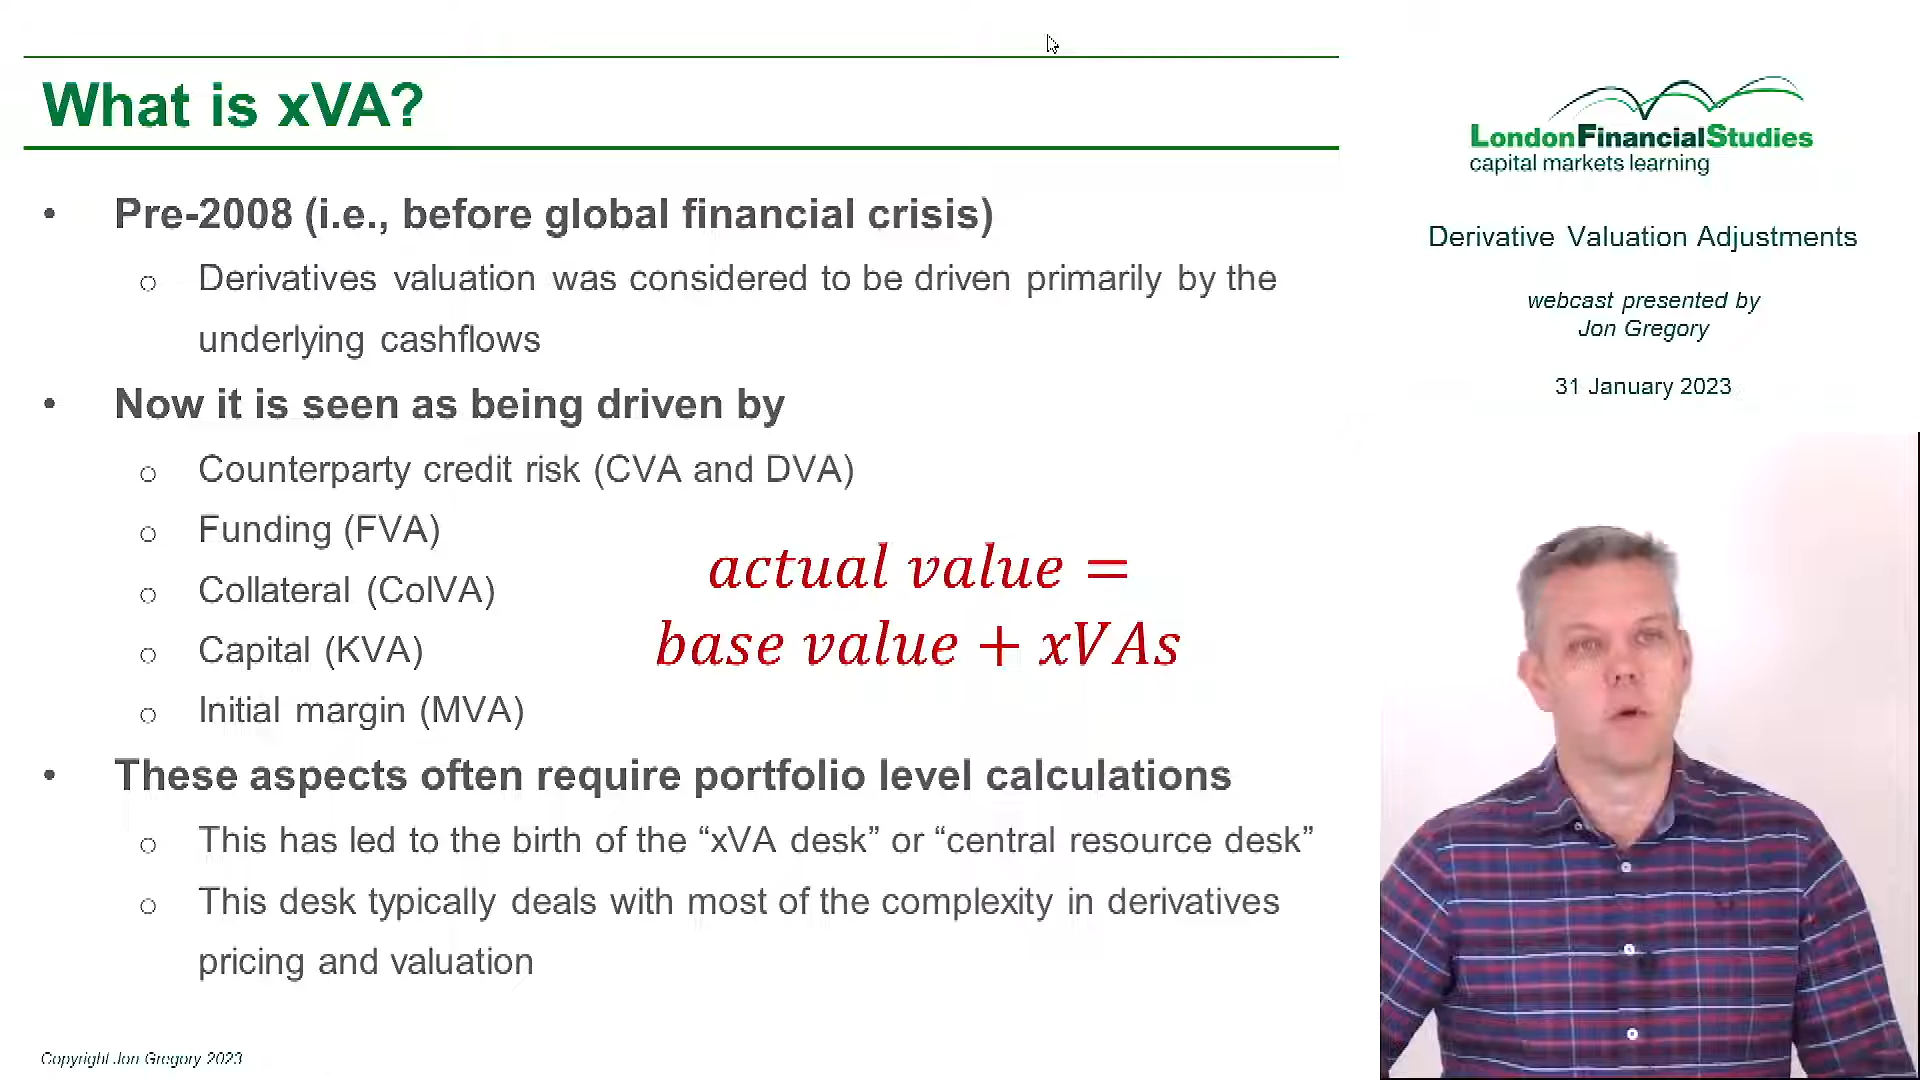 What is xVA?
• Pre-2008 (i.e., before global financial crisis)
o Derivatives valuation was considered to be driven primarily by the
underlying cashflows
• Now it is seen as being driven by
o Counterparty credit risk (CVA and DVA)
o Funding (FVA)
o Collateral (ColVA)
o Capital (KVA)
o Initial margin (MVA)
actual value =
base value + xVAs
• These aspects often require portfolio level calculations
o This has led to the birth of the “xVA desk” or “central resource desk”
o This desk typically deals with most of the complexity in derivatives
pricing and valuation
Copyright Jon Gregory 2023
LondonFinancialStudies
capital markets learning
Derivative Valuation Adjustments
webcast presented by
Jon Gregory
31 January 2023